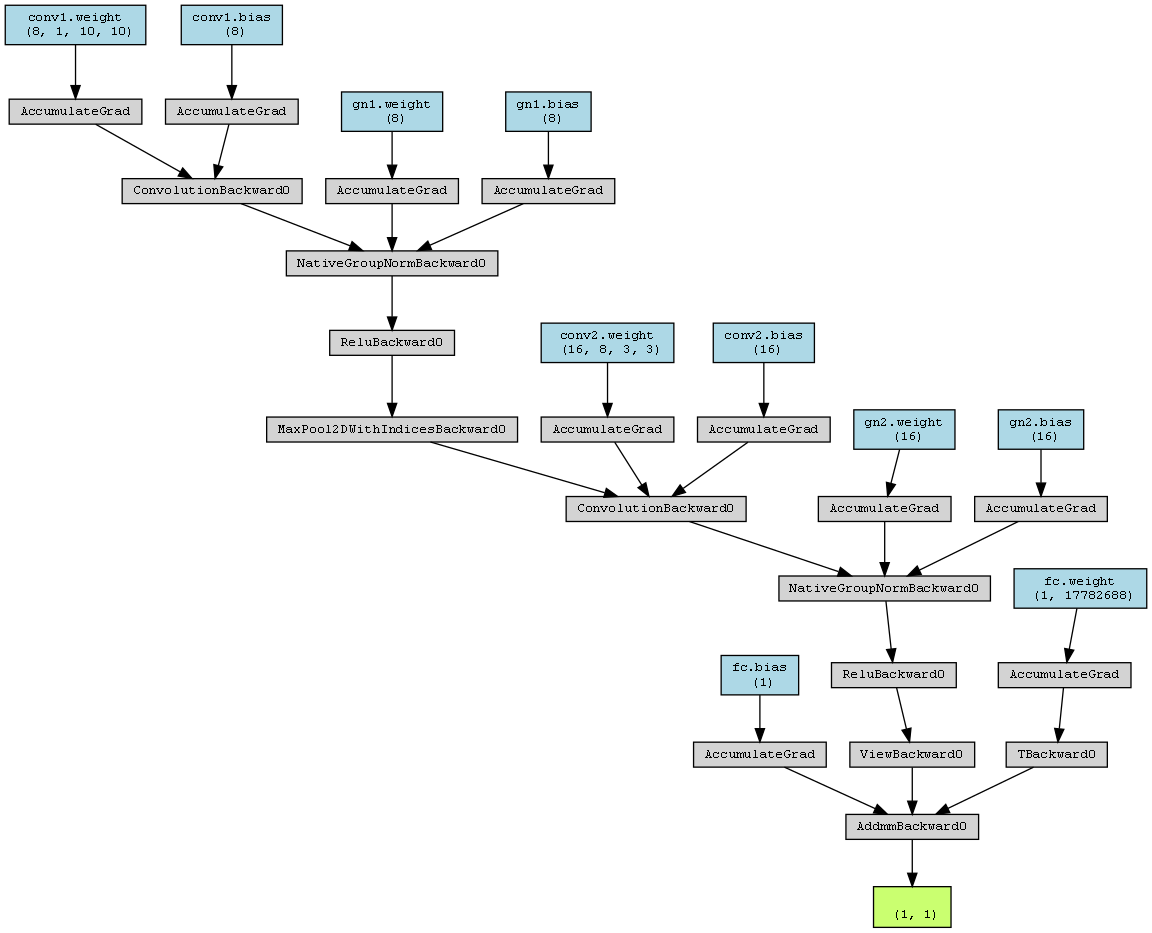 conv1.weight
(8, 1, 10, 10)
conv1.bias
(8)
AccumulateGrad
AccumulateGrad
gn1.weight
(8)
gn1.bias
(8)
ConvolutionBackward0
AccumulateGrad
AccumulateGrad
NativeGroupNormBackward0
ReluBackward0
conv2.weight
(16, 8, 3, 3)
conv2.bias
(16)
MaxPool2DWithIndicesBackward0
AccumulateGrad
AccumulateGrad
gn2.weight
(16)
gn2.bias
(16)
ConvolutionBackward0
AccumulateGrad
AccumulateGrad
NativeGroupNormBackward0
fc.weight
(1, 17782688)
fc.bias
(1)
ReluBackward0
AccumulateGrad
AccumulateGrad
ViewBackward0
TBackward0
AddmmBackward0
(1, 1)